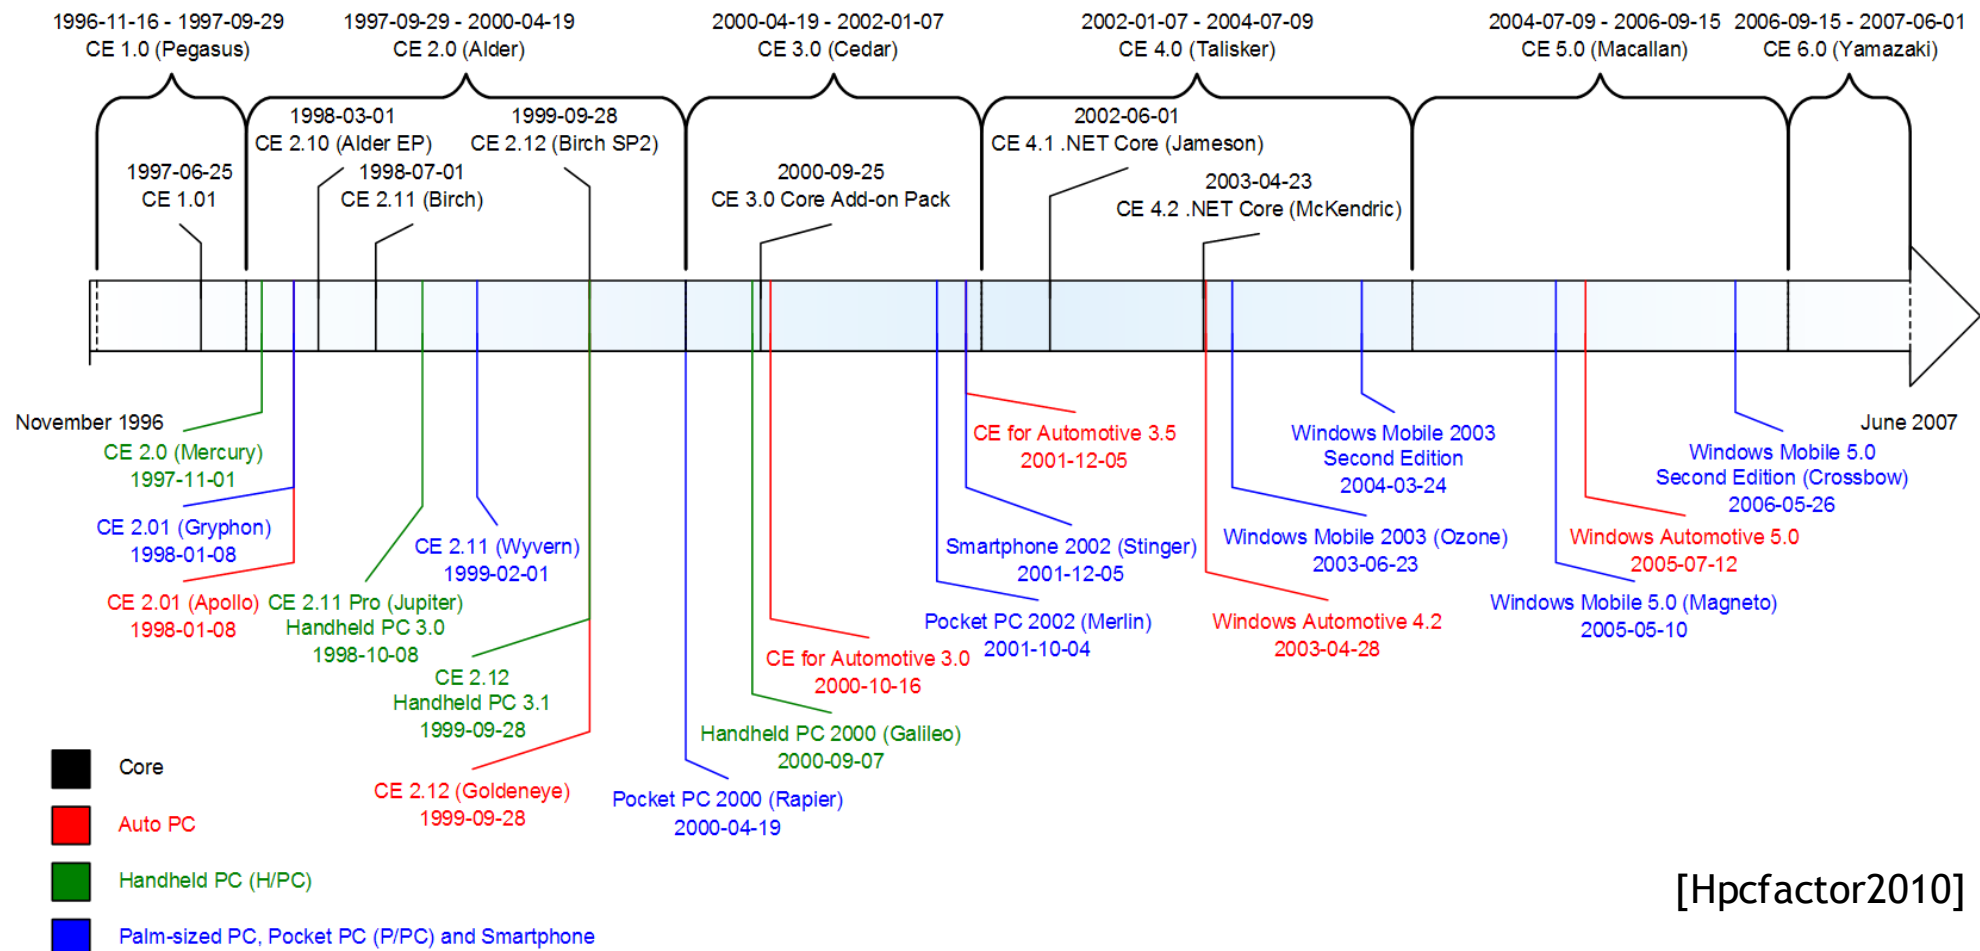 1996-11-16 - 1997-09-29
CE 1.0 (Pegasus)
1997-09-29 - 2000-04-19
CE 2.0 (Alder)
2000-04-19 - 2002-01-07
CE 3.0 (Cedar)
2002-01-07 - 2004-07-09
CE 4.0 (Talisker)
2004-07-09 - 2006-09-15
CE 5.0 (Macallan)
2006-09-15 - 2007-06-01
CE 6.0 (Yamazaki)
1997-06-25
CE 1.01
1998-03-01
CE 2.10 (Alder EP)
1998-07-01
CE 2.11 (Birch)
1999-09-28
CE 2.12 (Birch SP2)
2000-09-25
CE 3.0 Core Add-on Pack
2002-06-01
CE 4.1 .NET Core (Jameson)
2003-04-23
CE 4.2 .NET Core (McKendric)
November 1996
June 2007
CE 2.0 (Mercury)
1997-11-01
CE 2.01 (Gryphon)
1998-01-08
CE 2.01 (Apollo)
1998-01-08
CE 2.11 Pro (Jupiter)
Handheld PC 3.0
1998-10-08
CE 2.11 (Wyvern)
1999-02-01
CE 2.12
Handheld PC 3.1
1999-09-28
CE 2.12 (Goldeneye)
1999-09-28
Pocket PC 2000 (Rapier)
2000-04-19
Handheld PC 2000 (Galileo)
2000-09-07
CE for Automotive 3.0
2000-10-16
Pocket PC 2002 (Merlin)
2001-10-04
Smartphone 2002 (Stinger)
2001-12-05
CE for Automotive 3.5
2001-12-05
Windows Automotive 4.2
2003-04-28
Windows Mobile 2003 (Ozone)
2003-06-23
Windows Mobile 2003
Second Edition
2004-03-24
Windows Mobile 5.0 (Magneto)
2005-05-10
Windows Automotive 5.0
2005-07-12
Windows Mobile 5.0
Second Edition (Crossbow)
2006-05-26
Core
Auto PC
Handheld PC (H/PC)
Palm-sized PC, Pocket PC (P/PC) and Smartphone
[Hpcfactor2010]